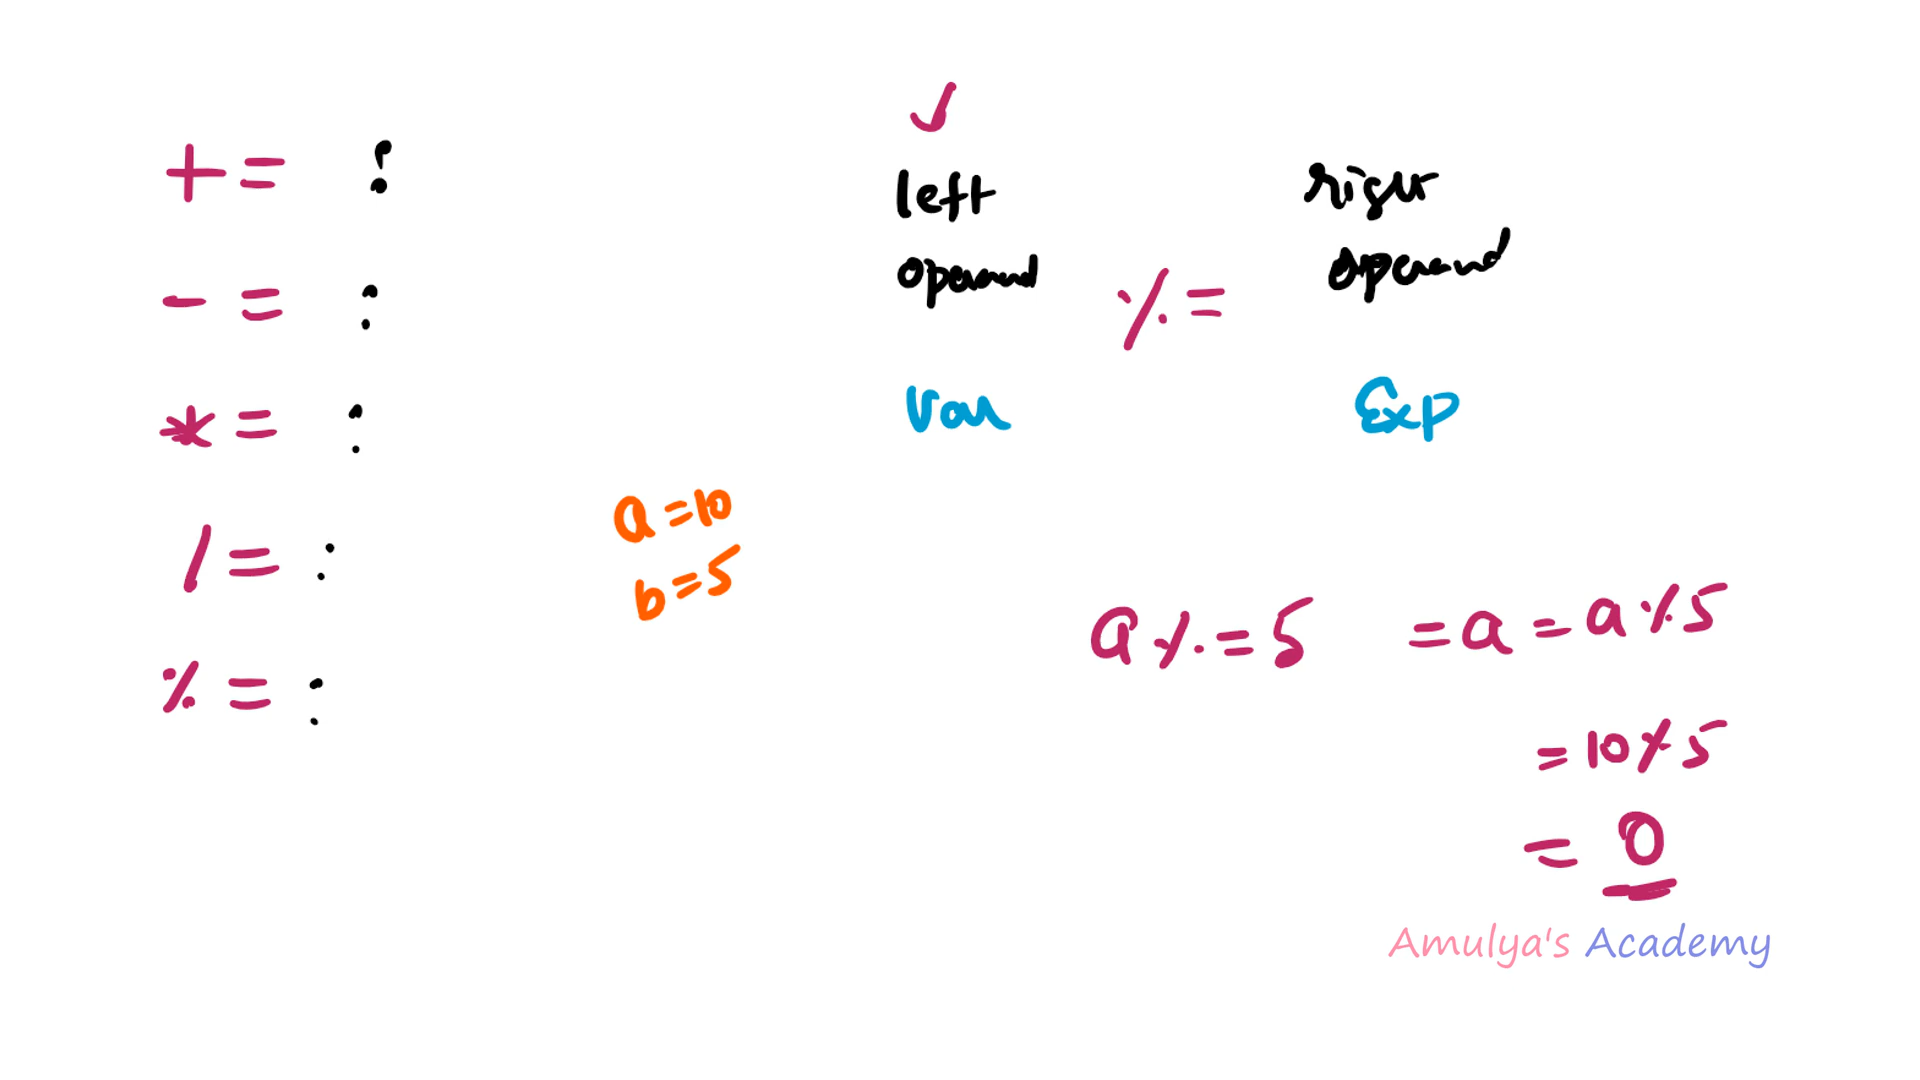 += :
-= :
*= :
/= :
%= :
a=10
b=5
left operand %= right operand
Var Exp
a%=5 =a=a%5
=10%5
=0
Amulya's Academy